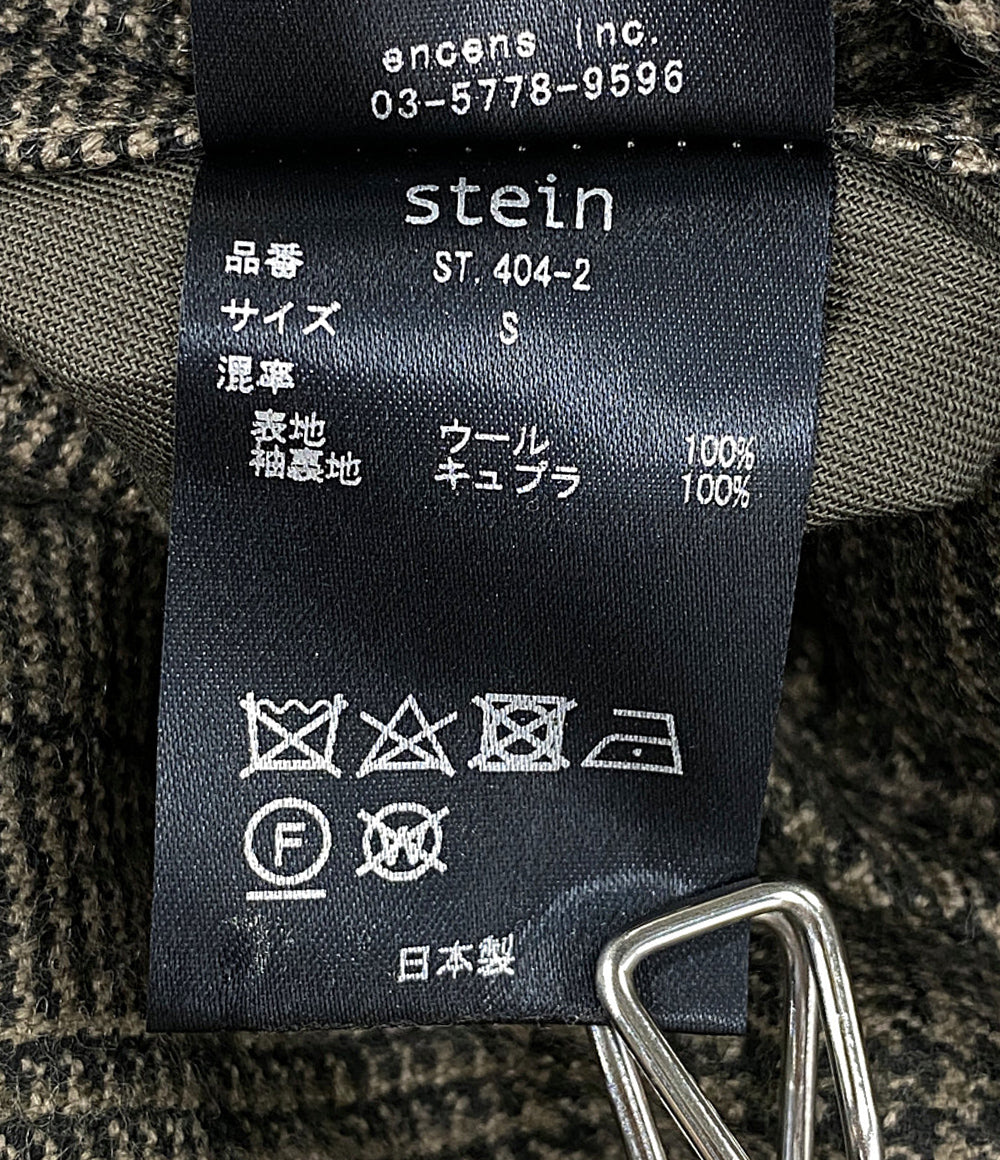 encens inc.
03-5778-9596
stein
品番 ST. 404-2
サイズ S
混率
表地 ウール 100%
袖裏地 キュプラ 100%
F W
日本製